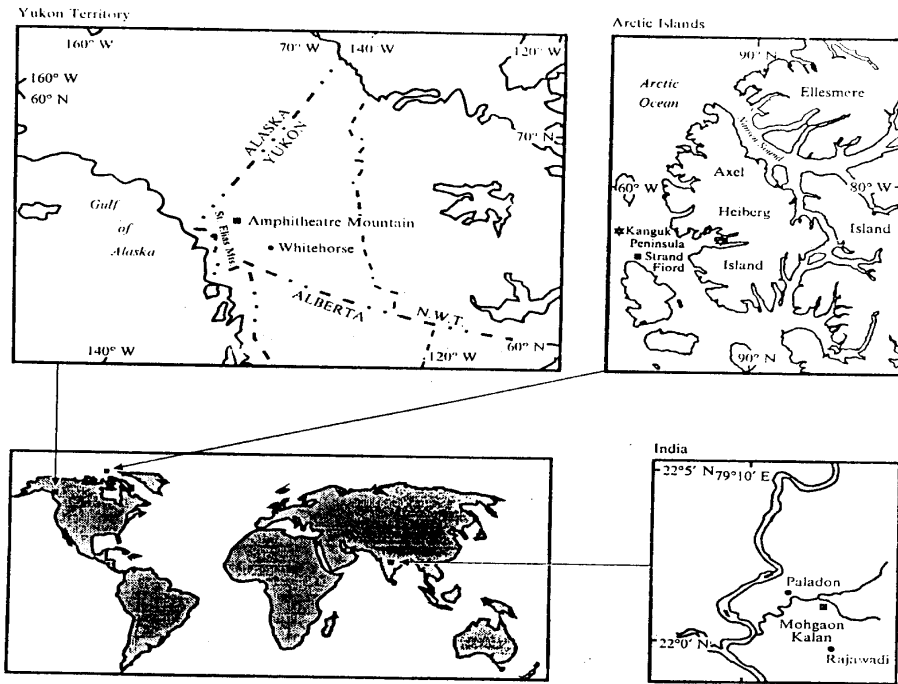 Yukon Territory
160° W
70° W
140° W
120° W
160° W
60° N
ALASKA
YUKON
70° N
Gulf
of
Alaska
St. Elias Mts
Amphitheatre Mountain
Whitehorse
ALBERTA
N.W.T.
140° W
120° W
60° N
Arctic Islands
90° N
Arctic
Ocean
Ellesmere
Nansen Sound
Axel
60° W
80° W
Heiberg
Island
Kanguk
Peninsula
Strand
Fiord
Island
90° N
India
22°5' N
79°10' E
Paladon
Mohgaon
Kalan
22°0' N
Rajawadi